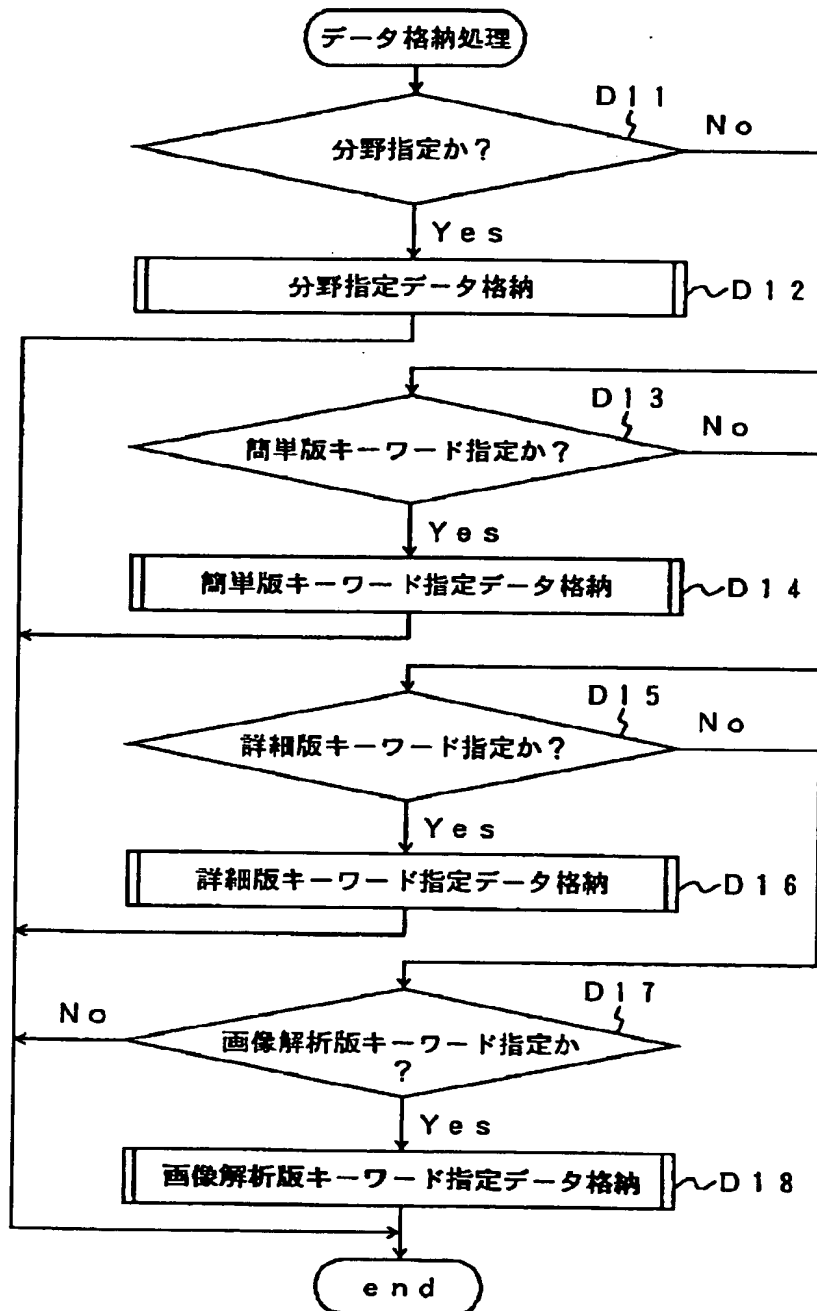 データ格納処理
D11
No
分野指定か？
Yes
分野指定データ格納
D12
D13
No
簡単版キーワード指定か？
Yes
簡単版キーワード指定データ格納
D14
D15
No
詳細版キーワード指定か？
Yes
詳細版キーワード指定データ格納
D16
D17
No
画像解析版キーワード指定か
？
Yes
画像解析版キーワード指定データ格納
D18
end